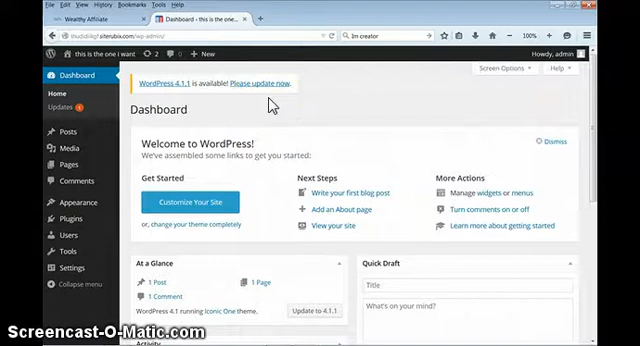 File Edit View History Bookmarks Tools Help
Wealthy Affiliate
Dashboard - this is the one...
siterubix.com/wp-admin/
Im creator
this is the one i want
2
0
+ New
Howdy, admin
Screen Options
Help
Dashboard
Home
Updates 1
Posts
Media
Pages
Comments
Appearance
Plugins
Users
Tools
Settings
Collapse menu
WordPress 4.1.1 is available! Please update now.
Dashboard
Welcome to WordPress!
We've assembled some links to get you started:
Dismiss
Get Started
Customize Your Site
or, change your theme completely
Next Steps
Write your first blog post
Add an About page
View your site
More Actions
Manage widgets or menus
Turn comments on or off
Learn more about getting started
At a Glance
1 Post
1 Page
1 Comment
WordPress 4.1 running Iconic One theme.
Update to 4.1.1
Activity
Quick Draft
Title
What's on your mind?
Screencast-O-Matic.com